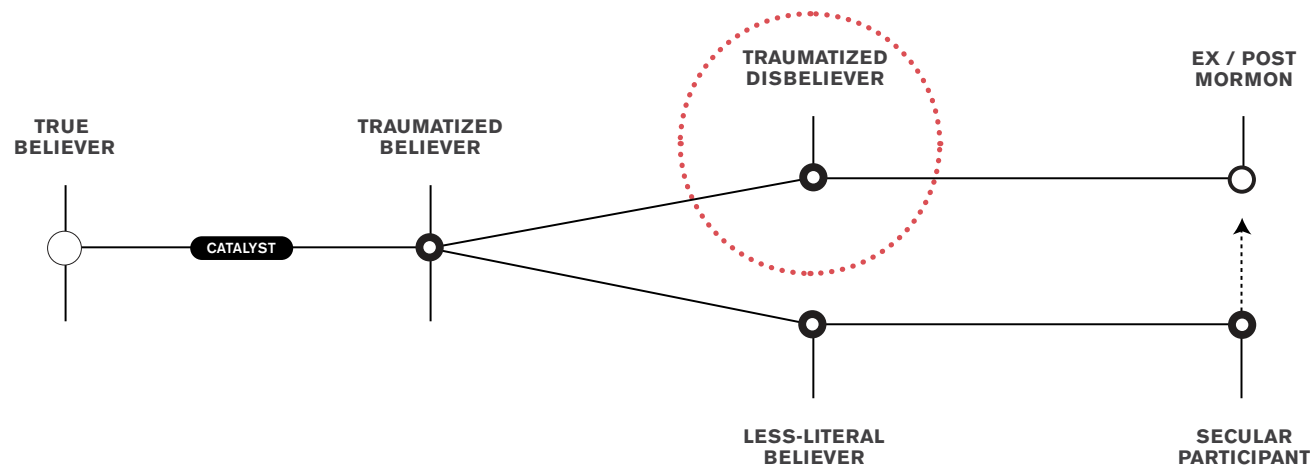 TRUE
BELIEVER
CATALYST
TRAUMATIZED
BELIEVER
TRAUMATIZED
DISBELIEVER
EX / POST
MORMON
LESS-LITERAL
BELIEVER
SECULAR
PARTICIPANT